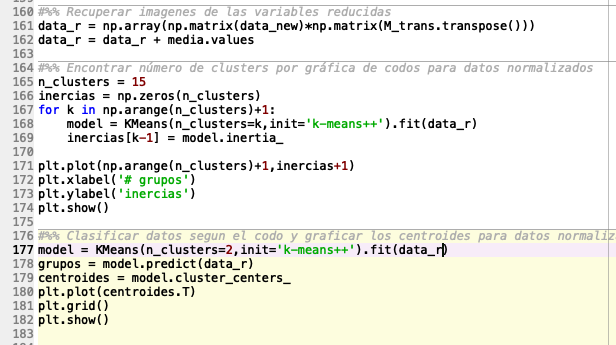 160 #%% Recuperar imagenes de las variables reducidas
161 data_r = np.array(np.matrix(data_new)*np.matrix(M_trans.transpose()))
162 data_r = data_r + media.values
163
164 #%% Encontrar número de clusters por gráfica de codos para datos normalizados
165 n_clusters = 15
166 inercias = np.zeros(n_clusters)
167 for k in np.arange(n_clusters)+1:
168     model = KMeans(n_clusters=k,init='k-means++').fit(data_r)
169     inercias[k-1] = model.inertia_
170
171 plt.plot(np.arange(n_clusters)+1,inercias+1)
172 plt.xlabel('# grupos')
173 plt.ylabel('inercias')
174 plt.show()
175
176 #%% Clasificar datos segun el codo y graficar los centroides para datos normaliz
177 model = KMeans(n_clusters=2,init='k-means++').fit(data_r)
178 grupos = model.predict(data_r)
179 centroides = model.cluster_centers_
180 plt.plot(centroides.T)
181 plt.grid()
182 plt.show()
183